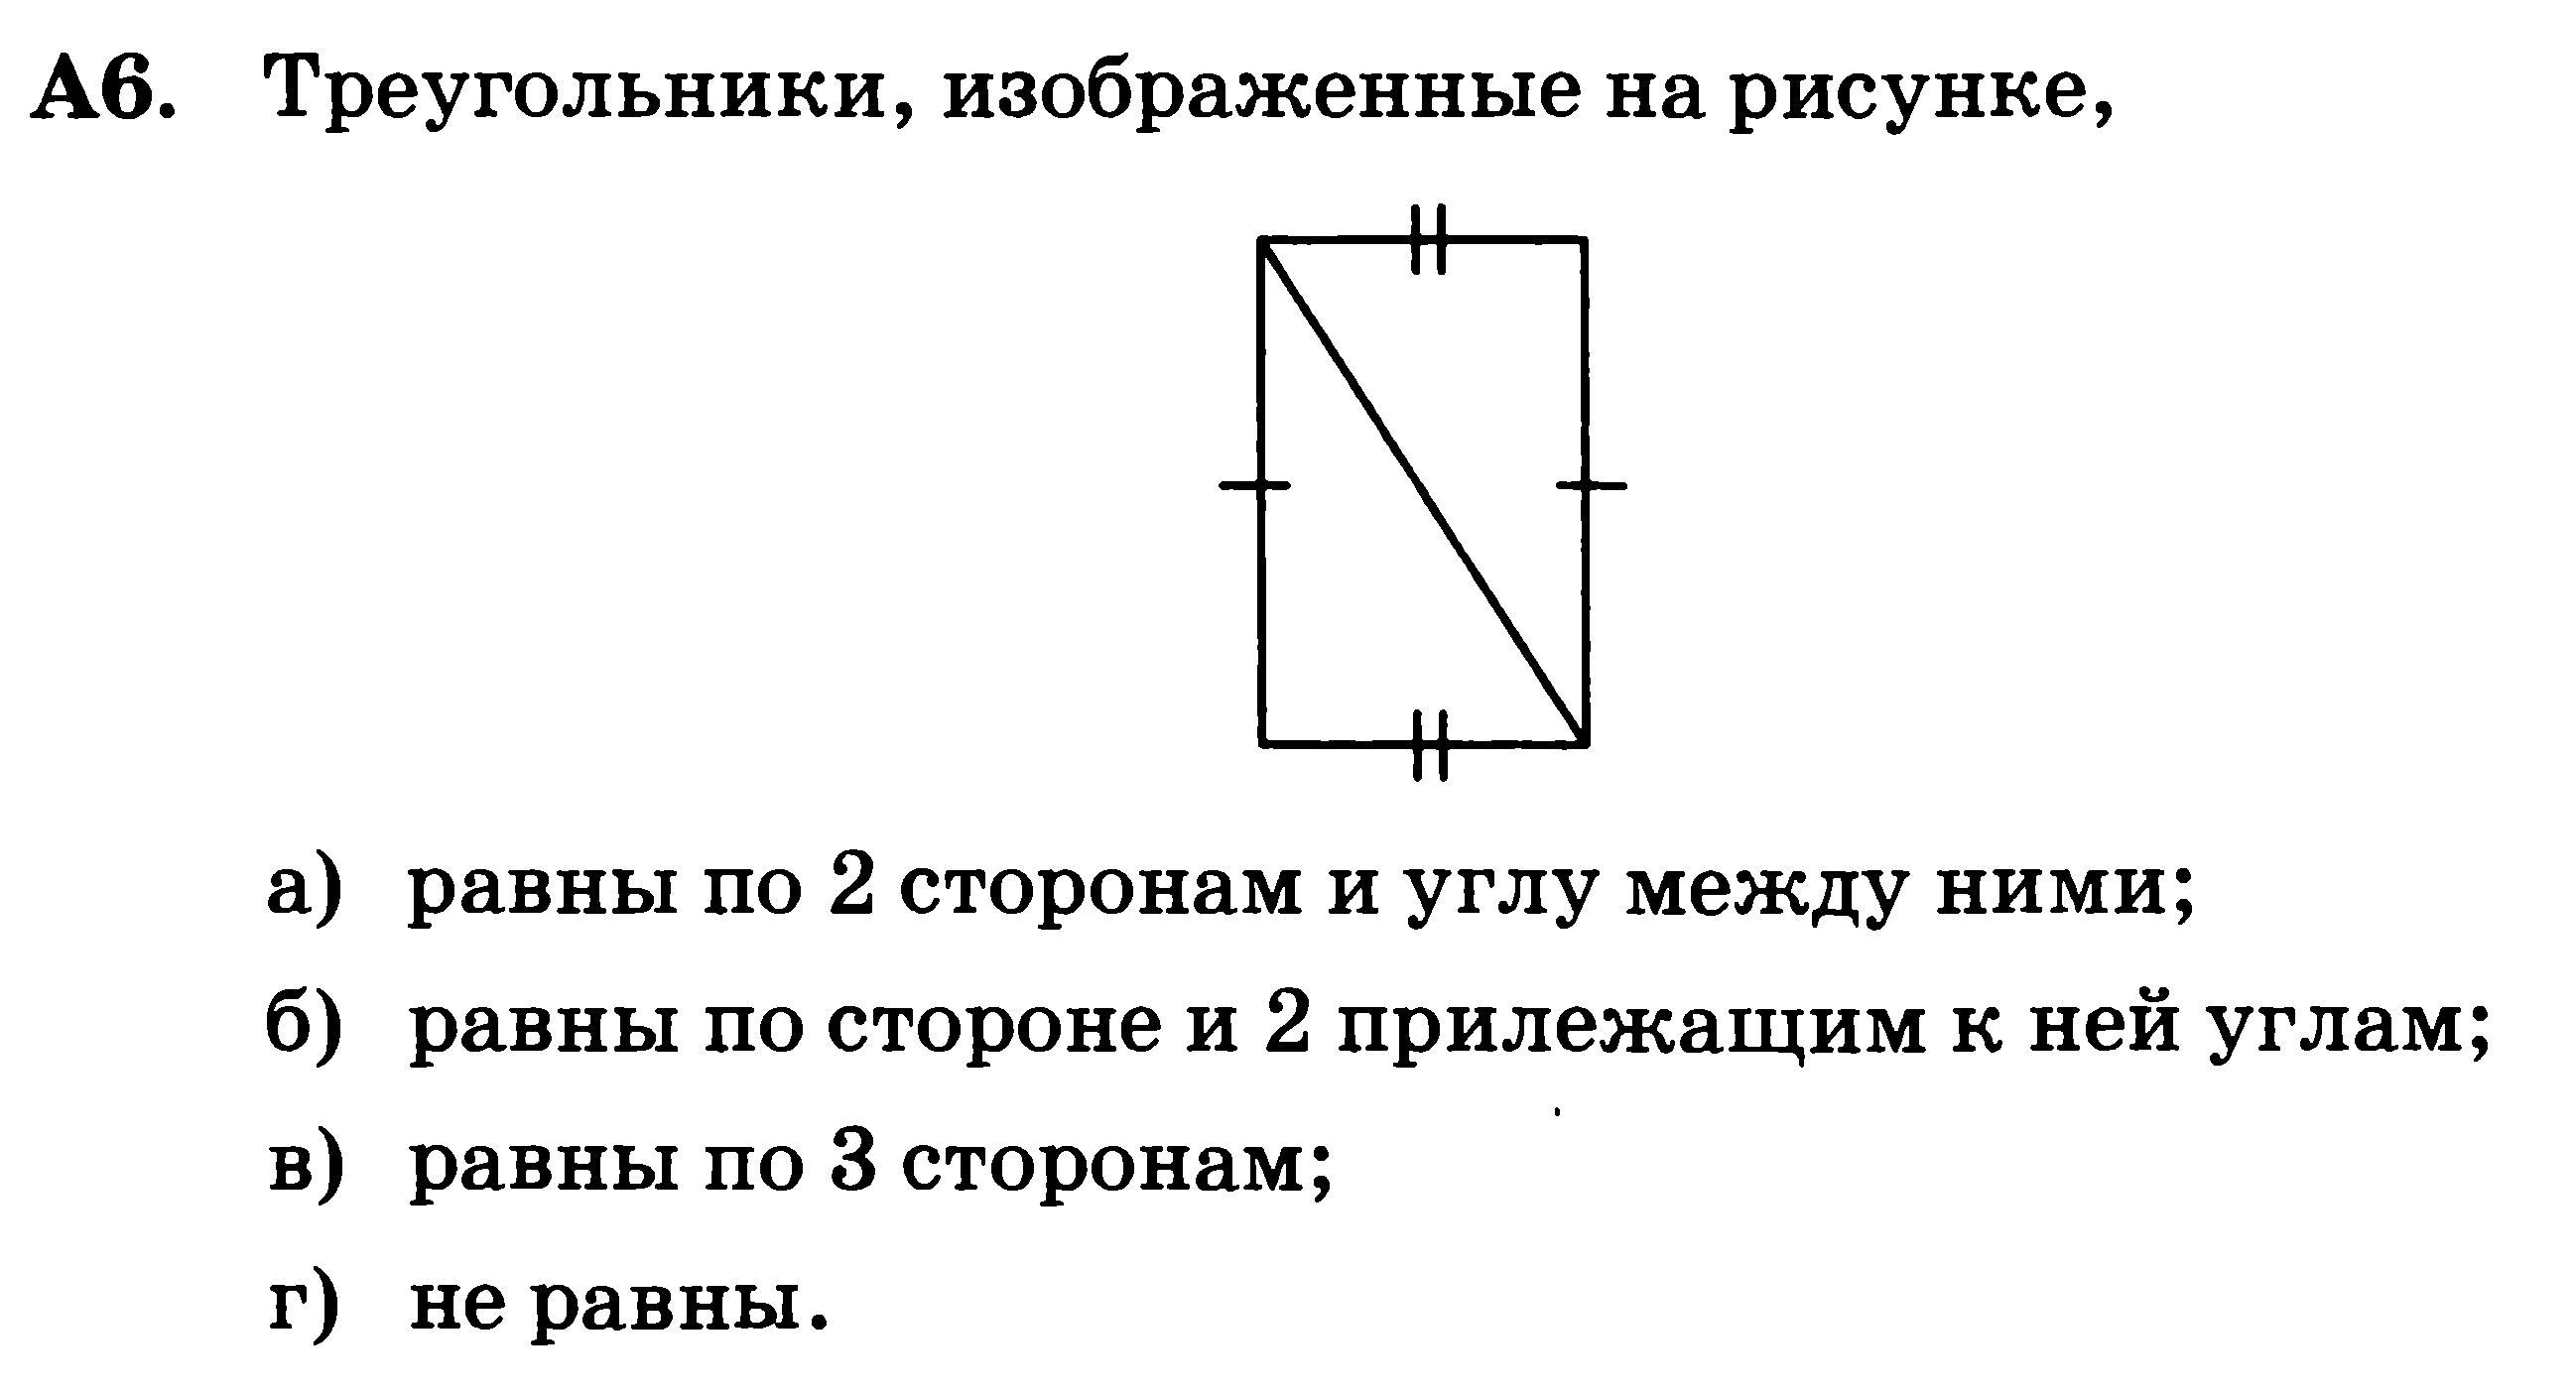 А6. Треугольники, изображенные на рисунке,
а) равны по 2 сторонам и углу между ними;
б) равны по стороне и 2 прилежащим к ней углам;
в) равны по 3 сторонам;
г) не равны.